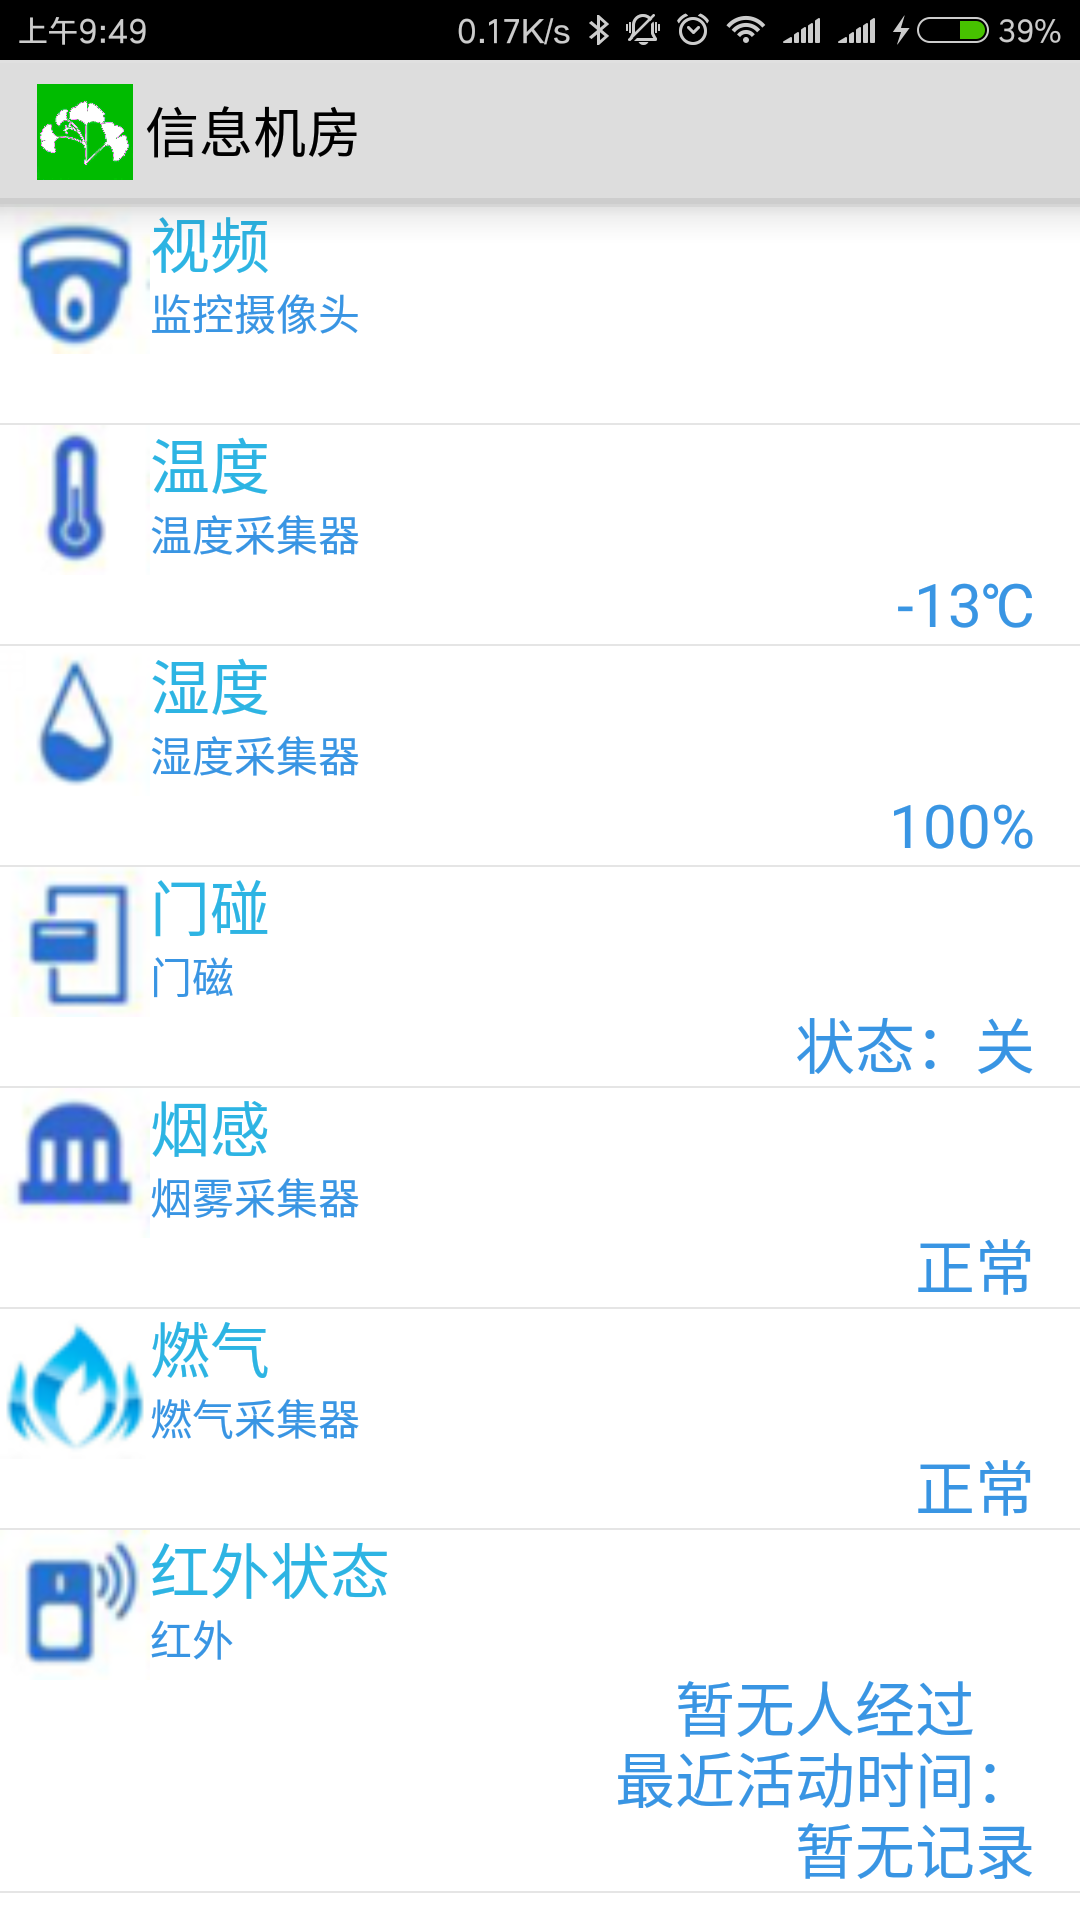 上午9:49 0.17K/s 39%
信息机房
视频
监控摄像头
温度
温度采集器
-13℃
湿度
湿度采集器
100%
门碰
门磁
状态：关
烟感
烟雾采集器
正常
燃气
燃气采集器
正常
红外状态
红外
暂无人经过
最近活动时间：
暂无记录